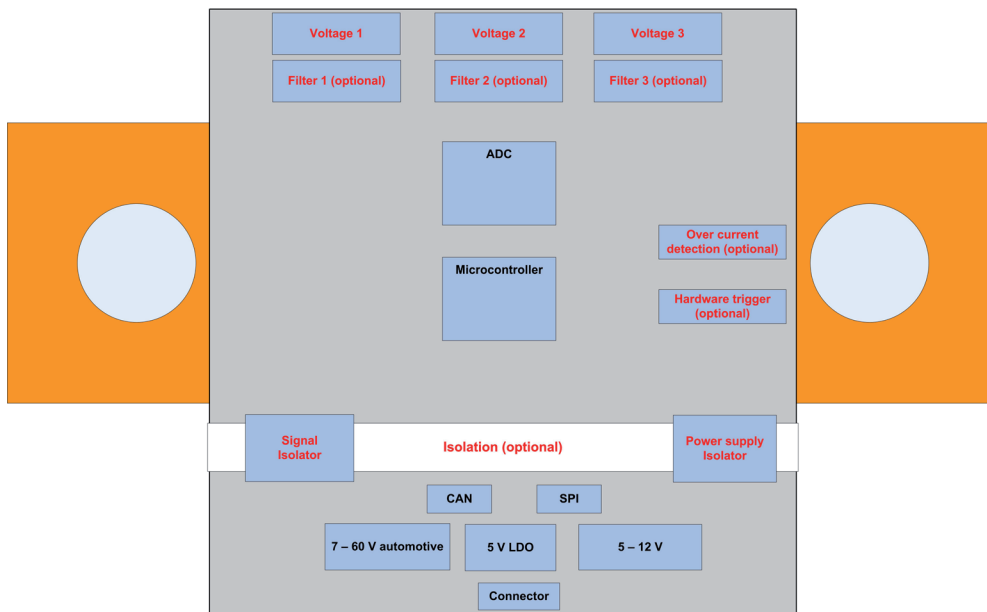 Voltage 1
Voltage 2
Voltage 3
Filter 1 (optional)
Filter 2 (optional)
Filter 3 (optional)
ADC
Over current
detection (optional)
Microcontroller
Hardware trigger
(optional)
Signal
Isolator
Isolation (optional)
Power supply
Isolator
CAN
SPI
7 – 60 V automotive
5 V LDO
5 – 12 V
Connector